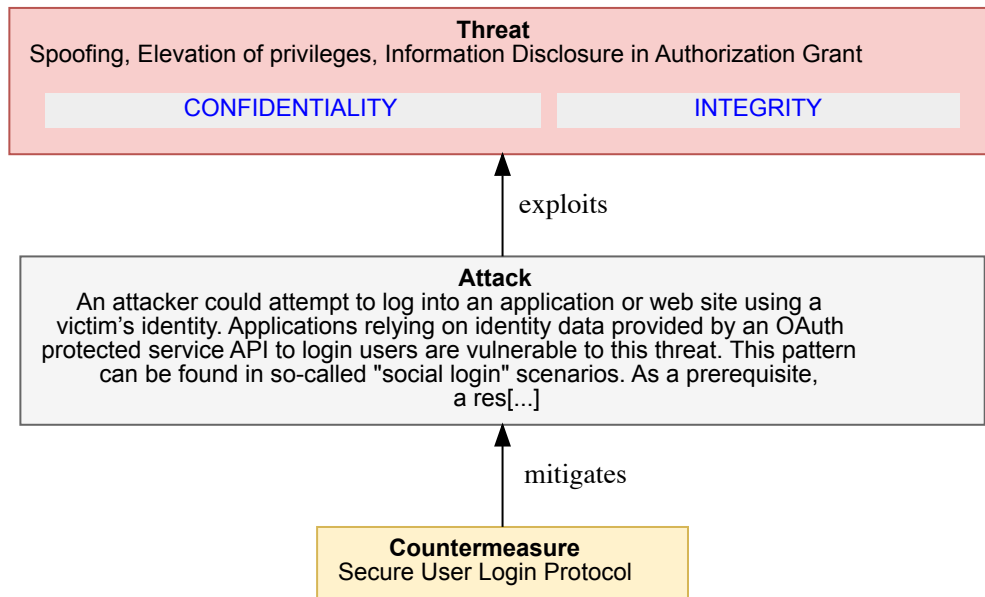 Threat
Spoofing, Elevation of privileges, Information Disclosure in Authorization Grant
CONFIDENTIALITY
INTEGRITY
exploits
Attack
An attacker could attempt to log into an application or web site using a
victim’s identity. Applications relying on identity data provided by an OAuth
protected service API to login users are vulnerable to this threat. This pattern
can be found in so-called "social login" scenarios. As a prerequisite,
a res[...]
mitigates
Countermeasure
Secure User Login Protocol